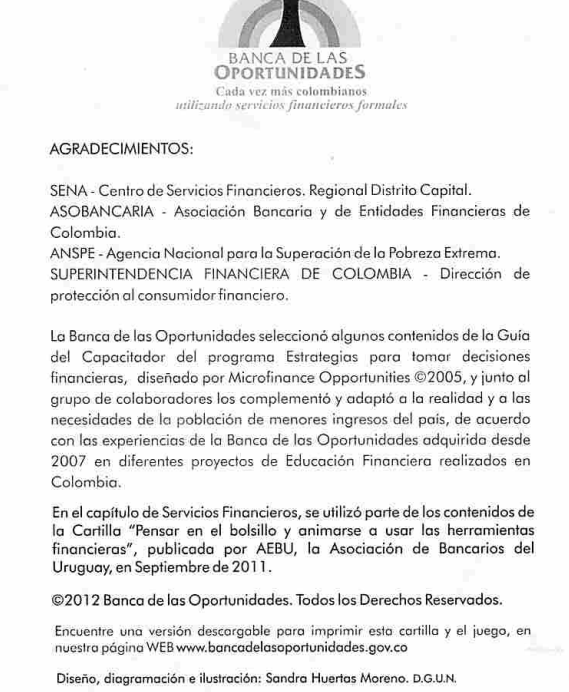 BANCA DE LAS
OPORTUNIDADES
Cada vez más colombianos
utilizando servicios financieros formales
AGRADECIMIENTOS:
SENA - Centro de Servicios Financieros. Regional Distrito Capital.
ASOBANCARIA - Asociación Bancaria y de Entidades Financieras de
Colombia.
ANSPE - Agencia Nacional para la Superación de la Pobreza Extrema.
SUPERINTENDENCIA FINANCIERA DE COLOMBIA - Dirección de
protección al consumidor financiero.
La Banca de las Oportunidades seleccionó algunos contenidos de la Guía
del Capacitador del programa Estrategias para tomar decisiones
financieras, diseñado por Microfinance Opportunities ©2005, y junto al
grupo de colaboradores los complementó y adaptó a la realidad y a las
necesidades de la población de menores ingresos del país, de acuerdo
con las experiencias de la Banca de las Oportunidades adquirida desde
2007 en diferentes proyectos de Educación Financiera realizados en
Colombia.
En el capítulo de Servicios Financieros, se utilizó parte de los contenidos de
la Cartilla "Pensar en el bolsillo y animarse a usar las herramientas
financieras", publicada por AEBU, la Asociación de Bancarios del
Uruguay, en Septiembre de 2011.
©2012 Banca de las Oportunidades. Todos los Derechos Reservados.
Encuentre una versión descargable para imprimir esta cartilla y el juego, en
nuestra página WEB www.bancadelasoportunidades.gov.co
Diseño, diagramación e ilustración: Sandra Huertas Moreno. D.G.U.N.